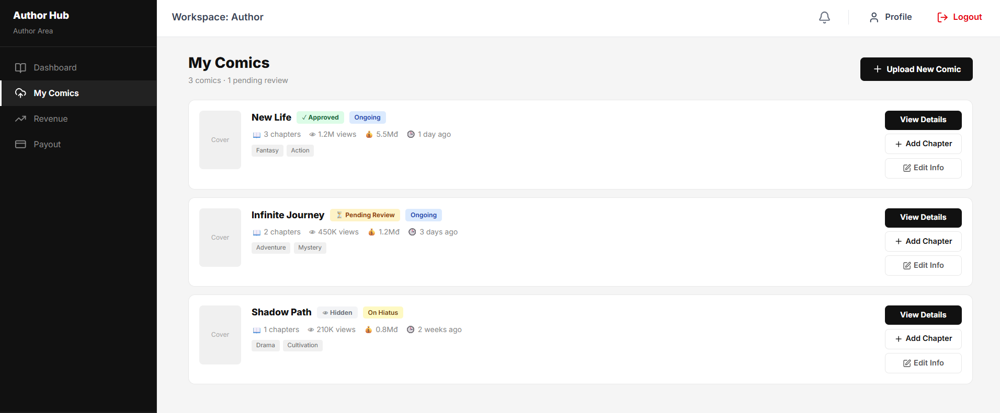 Author Hub
Author Area
Dashboard
My Comics
Revenue
Payout
Workspace: Author
Profile
Logout
My Comics
3 comics · 1 pending review
+ Upload New Comic
Cover
New Life ✓ Approved Ongoing
3 chapters 1.2M views 5.5Mđ 1 day ago
Fantasy Action
View Details
+ Add Chapter
Edit Info
Cover
Infinite Journey ⏳ Pending Review Ongoing
2 chapters 450K views 1.2Mđ 3 days ago
Adventure Mystery
View Details
+ Add Chapter
Edit Info
Cover
Shadow Path Hidden On Hiatus
1 chapters 210K views 0.8Mđ 2 weeks ago
Drama Cultivation
View Details
+ Add Chapter
Edit Info